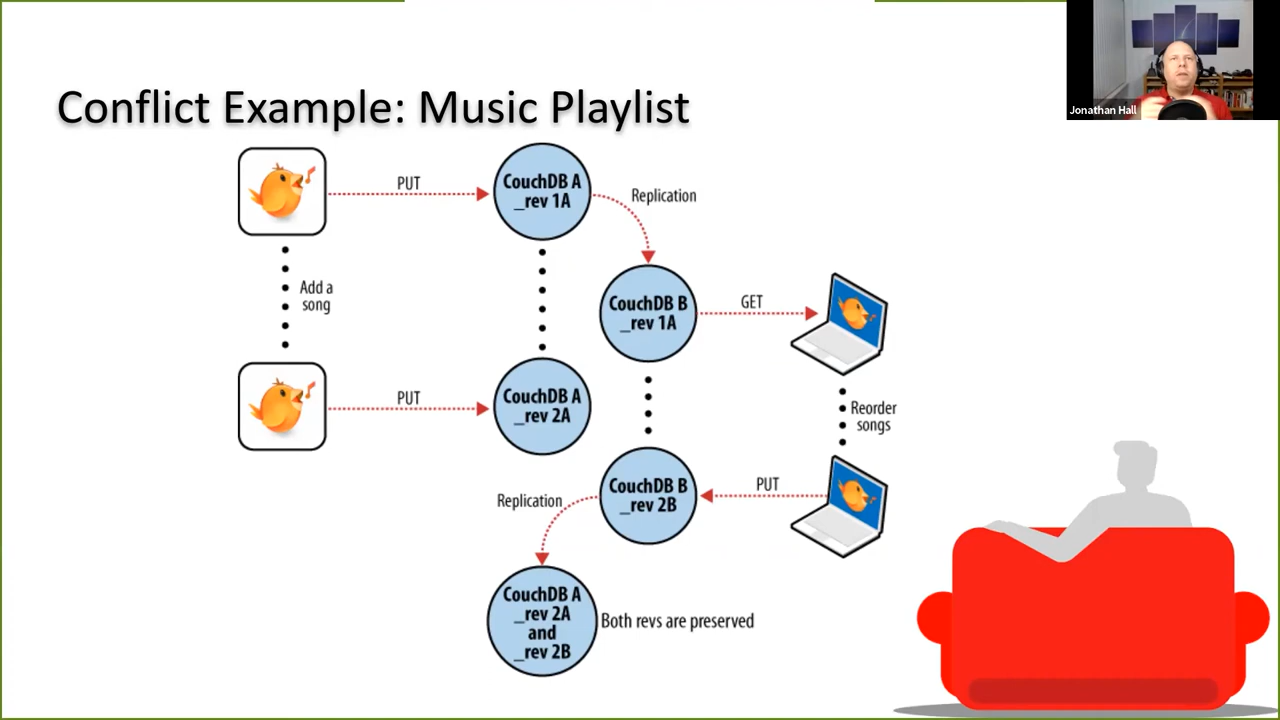 Conflict Example: Music Playlist
Jonathan Hall
PUT
CouchDB A
_rev 1A
Replication
Add a
song
CouchDB B
_rev 1A
GET
PUT
CouchDB A
_rev 2A
Reorder
songs
Replication
CouchDB B
_rev 2B
PUT
CouchDB A
_rev 2A
and
_rev 2B
Both revs are preserved